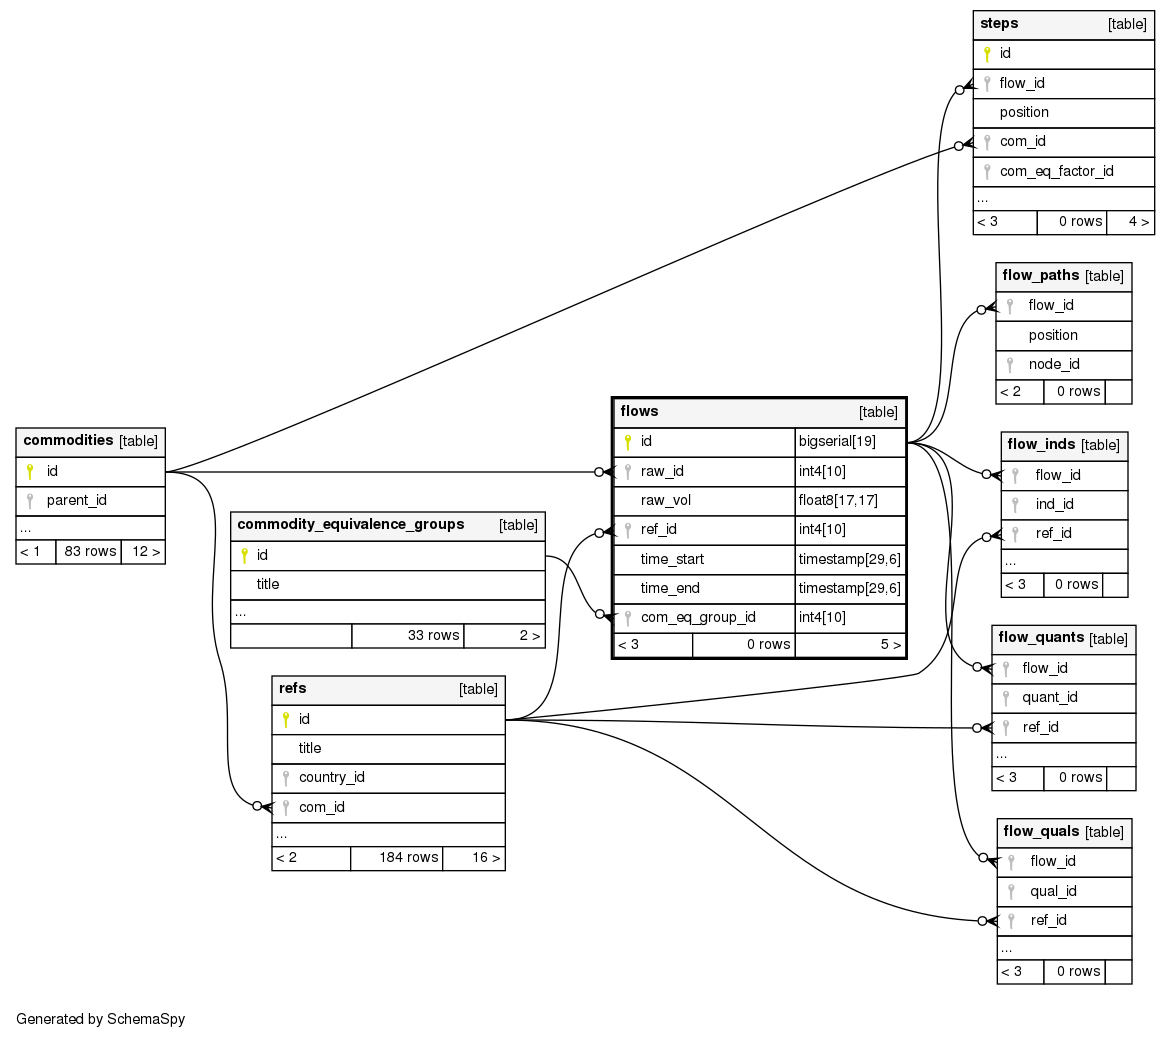 steps [table]
id
flow_id
position
com_id
com_eq_factor_id
...
< 3 0 rows 4 >
flow_paths [table]
flow_id
position
node_id
< 2 0 rows
flows [table]
id bigserial[19]
raw_id int4[10]
raw_vol float8[17,17]
ref_id int4[10]
time_start timestamp[29,6]
time_end timestamp[29,6]
com_eq_group_id int4[10]
< 3 0 rows 5 >
commodities [table]
id
parent_id
...
< 1 83 rows 12 >
flow_inds [table]
flow_id
ind_id
ref_id
...
< 3 0 rows
commodity_equivalence_groups [table]
id
title
...
33 rows 2 >
flow_quants [table]
flow_id
quant_id
ref_id
...
< 3 0 rows
refs [table]
id
title
country_id
com_id
...
< 2 184 rows 16 >
flow_quals [table]
flow_id
qual_id
ref_id
...
< 3 0 rows
Generated by SchemaSpy